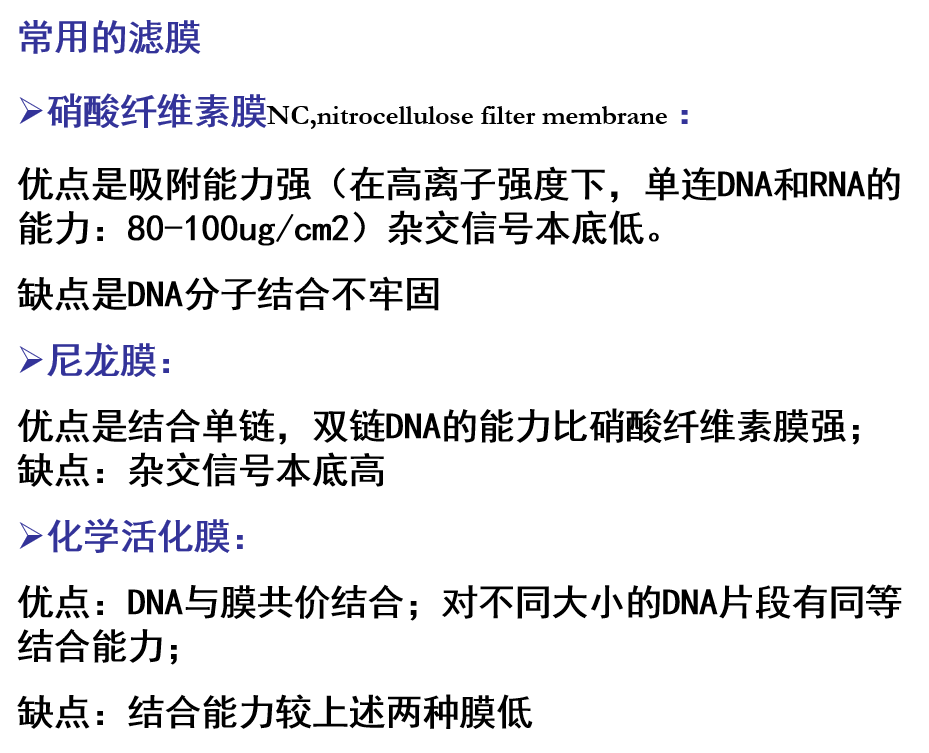 常用的滤膜
➢硝酸纤维素膜NC,nitrocellulose filter membrane ：
优点是吸附能力强（在高离子强度下，单连DNA和RNA的
能力：80-100ug/cm2）杂交信号本底低。
缺点是DNA分子结合不牢固
➢尼龙膜：
优点是结合单链，双链DNA的能力比硝酸纤维素膜强；
缺点：杂交信号本底高
➢化学活化膜：
优点：DNA与膜共价结合；对不同大小的DNA片段有同等
结合能力；
缺点：结合能力较上述两种膜低